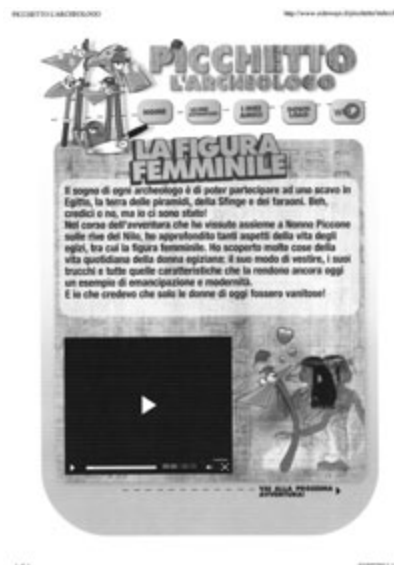 PICCHETTO L'ARCHEOLOGO
PICCHETTO
L'ARCHEOLOGO
HOME
LA FIGURA
FEMMINILE
Il sogno di ogni archeologo è di poter partecipare ad uno scavo in
Egitto, la terra delle piramidi, della Sfinge e dei faraoni. Beh,
credici o no, ma io ci sono stato!
Nel corso dell'avventura che ho vissuto assieme a Nonno Piccone
sulle rive del Nilo, ho approfondito tanti aspetti della vita degli
egizi, tra cui la figura femminile. Ho scoperto molte cose della
vita quotidiana della donna egiziana: il suo modo di vestire, i suoi
trucchi e tutte quelle caratteristiche che la rendono ancora oggi
un esempio di emancipazione e modernità.
E io che credevo che solo le donne di oggi fossero vanitose!
VAI ALLA PROSSIMA
AVVENTURA!